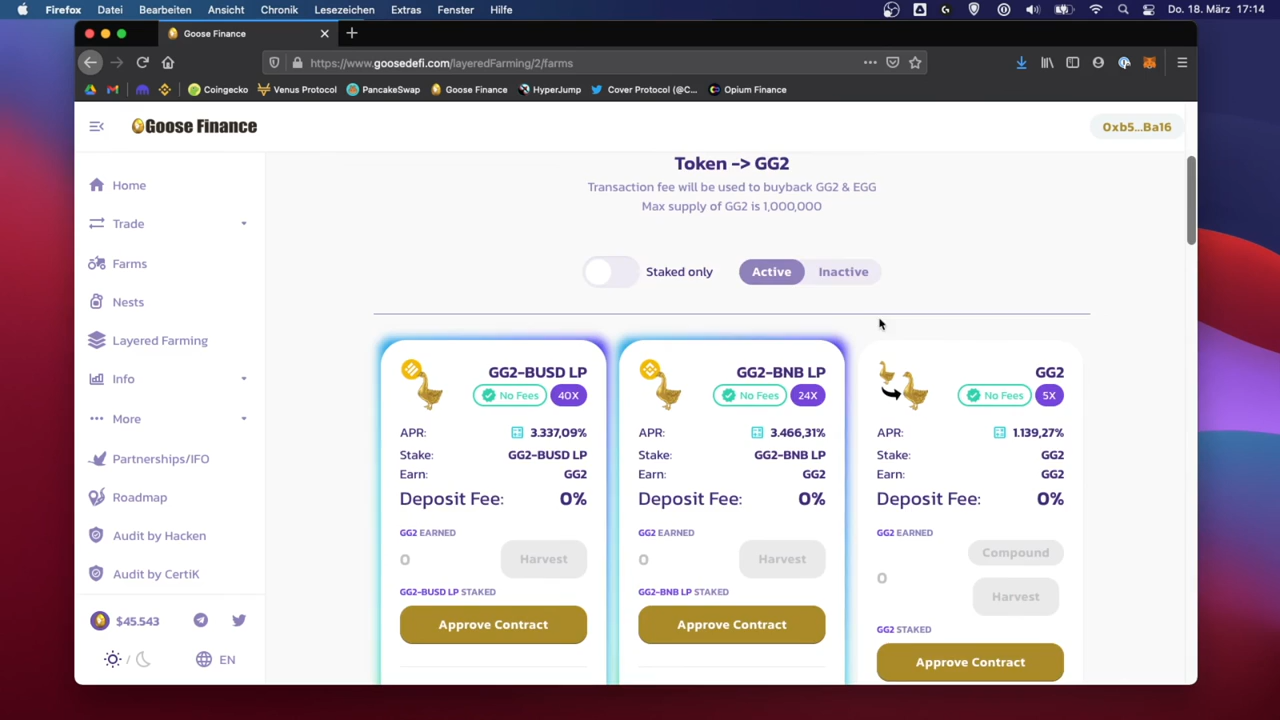 Firefox Datei Bearbeiten Ansicht Chronik Lesezeichen Extras Fenster Hilfe Do. 18. März 17:14
Goose Finance
https://www.goosedefi.com/layeredFarming/2/farms
Coingecko Venus Protocol PancakeSwap Goose Finance HyperJump Cover Protocol (@C... Opium Finance
Goose Finance
0xb5...Ba16
Home
Trade
Farms
Nests
Layered Farming
Info
More
Partnerships/IFO
Roadmap
Audit by Hacken
Audit by CertiK
$45.543
EN
Token -> GG2
Transaction fee will be used to buyback GG2 & EGG
Max supply of GG2 is 1,000,000
Staked only Active Inactive
GG2-BUSD LP
No Fees 40X
APR: 3.337,09%
Stake: GG2-BUSD LP
Earn: GG2
Deposit Fee: 0%
GG2 EARNED
0 Harvest
GG2-BUSD LP STAKED
Approve Contract
GG2-BNB LP
No Fees 24X
APR: 3.466,31%
Stake: GG2-BNB LP
Earn: GG2
Deposit Fee: 0%
GG2 EARNED
0 Harvest
GG2-BNB LP STAKED
Approve Contract
GG2
No Fees 5X
APR: 1.139,27%
Stake: GG2
Earn: GG2
Deposit Fee: 0%
GG2 EARNED
Compound
0
Harvest
GG2 STAKED
Approve Contract